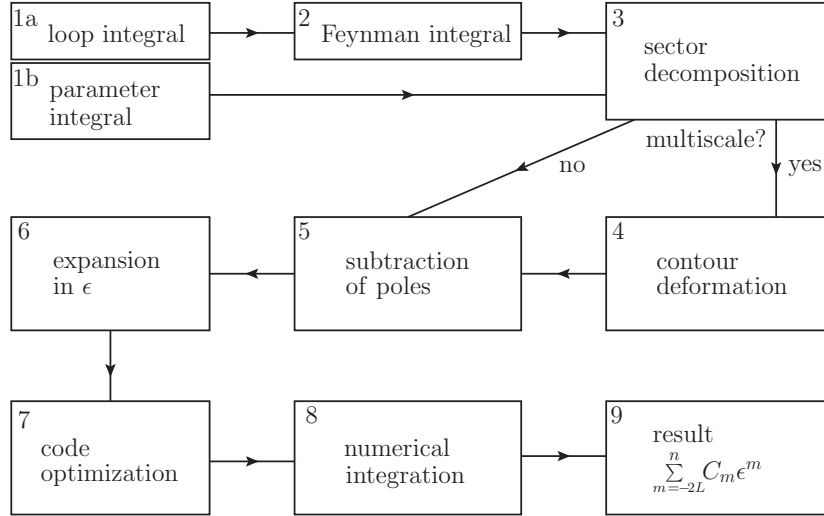 1a
loop integral
2
Feynman integral
3
sector
decomposition
1b
parameter
integral
multiscale?
no
yes
6
expansion
in ϵ
5
subtraction
of poles
4
contour
deformation
7
code
optimization
8
numerical
integration
9
result
n
∑ C_m ϵ^m
m=-2L